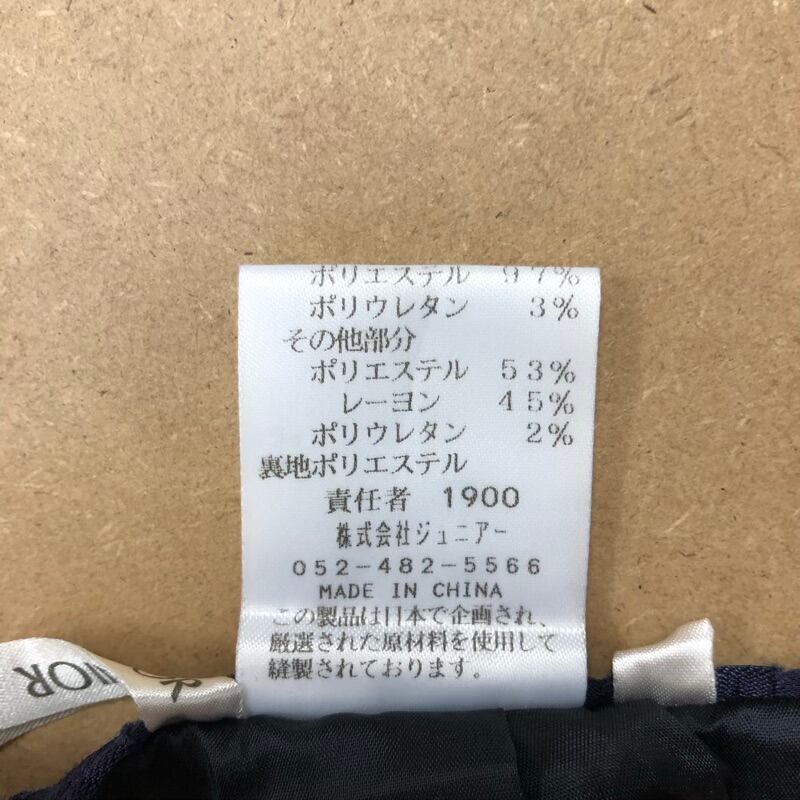 ポリエステル 97%
ポリウレタン 3%
その他部分
ポリエステル 53%
レーヨン 45%
ポリウレタン 2%
裏地ポリエステル
責任者 1900
株式会社ジュニアー
052-482-5566
MADE IN CHINA
この製品は日本で企画され、
厳選された原材料を使用して
縫製されております。
NIOR